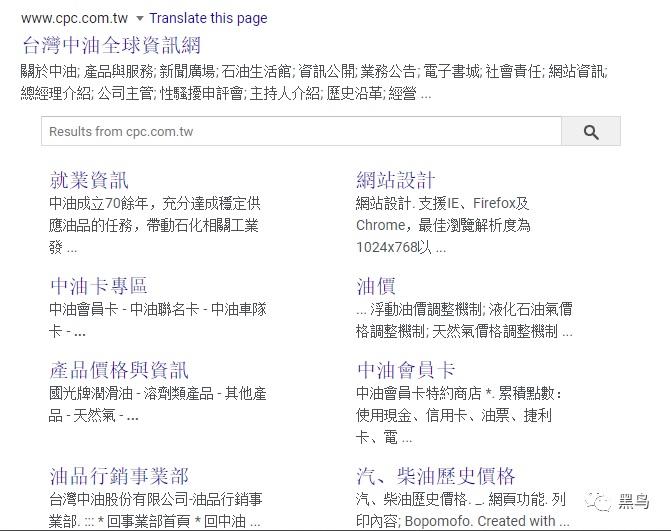 www.cpc.com.tw ▼ Translate this page
台灣中油全球資訊網
關於中油; 產品與服務; 新聞廣場; 石油生活館; 資訊公開; 業務公告; 電子書城; 社會責任; 網站資訊;
總經理介紹; 公司主管; 性騷擾申評會; 主持人介紹; 歷史沿革; 經營 ...
Results from cpc.com.tw
就業資訊
中油成立70餘年，充分達成穩定供
應油品的任務，帶動石化相關工業
發 ...
網站設計
網站設計. 支援IE、Firefox及
Chrome，最佳瀏覽解析度為
1024x768以 ...
中油卡專區
中油會員卡 - 中油聯名卡 - 中油車隊
卡 - ...
油價
... 浮動油價調整機制; 液化石油氣價
格調整機制; 天然氣價格調整機制 ...
產品價格與資訊
國光牌潤滑油 - 溶劑類產品 - 其他產
品 - 天然氣 - ...
中油會員卡
中油會員卡特約商店 *. 累積點數：
使用現金、信用卡、油票、捷利
卡、電 ...
油品行銷事業部
台灣中油股份有限公司-油品行銷事
業部. ::: * 回事業部首頁 * 回中油 ...
汽、柴油歷史價格
汽、柴油歷史價格. _. 網頁功能. 列
印內容; Bopomofo. Created with ...
黑鸟